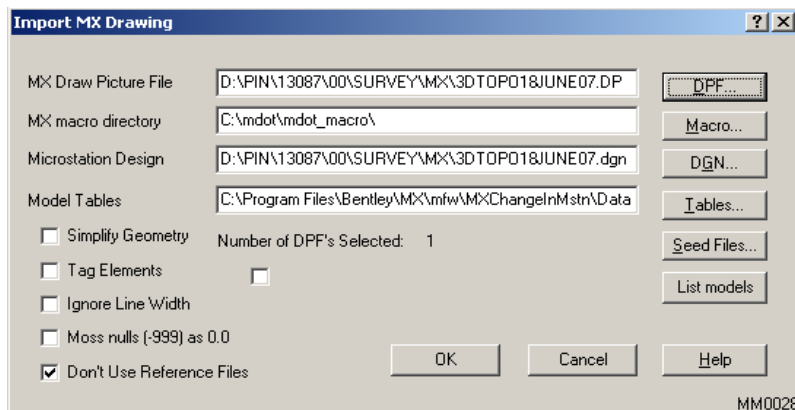 Import MX Drawing
MX Draw Picture File D:\PIN\13087\00\SURVEY\MX\3DTOPO18JUNE07.DP DPF...
MX macro directory C:\mdot\mdot_macro\ Macro...
Microstation Design D:\PIN\13087\00\SURVEY\MX\3DTOPO18JUNE07.dgn DGN...
Model Tables C:\Program Files\Bentley\MX\mfw\MXChangeInMstn\Data Tables...
Simplify Geometry Number of DPF's Selected: 1 Seed Files...
Tag Elements List models
Ignore Line Width
Moss nulls (-999) as 0.0
Don't Use Reference Files OK Cancel Help
MM0028